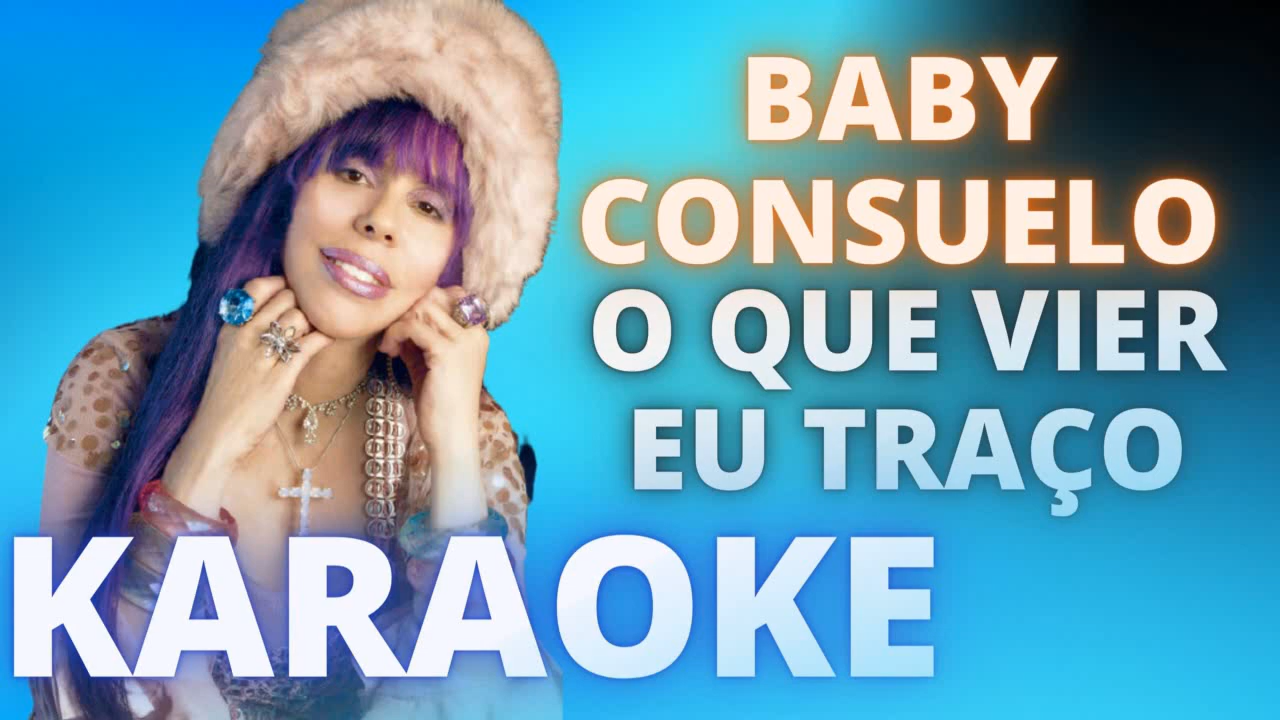 BABY
CONSUELO
O QUE VIER
EU TRAÇO
KARAOKE